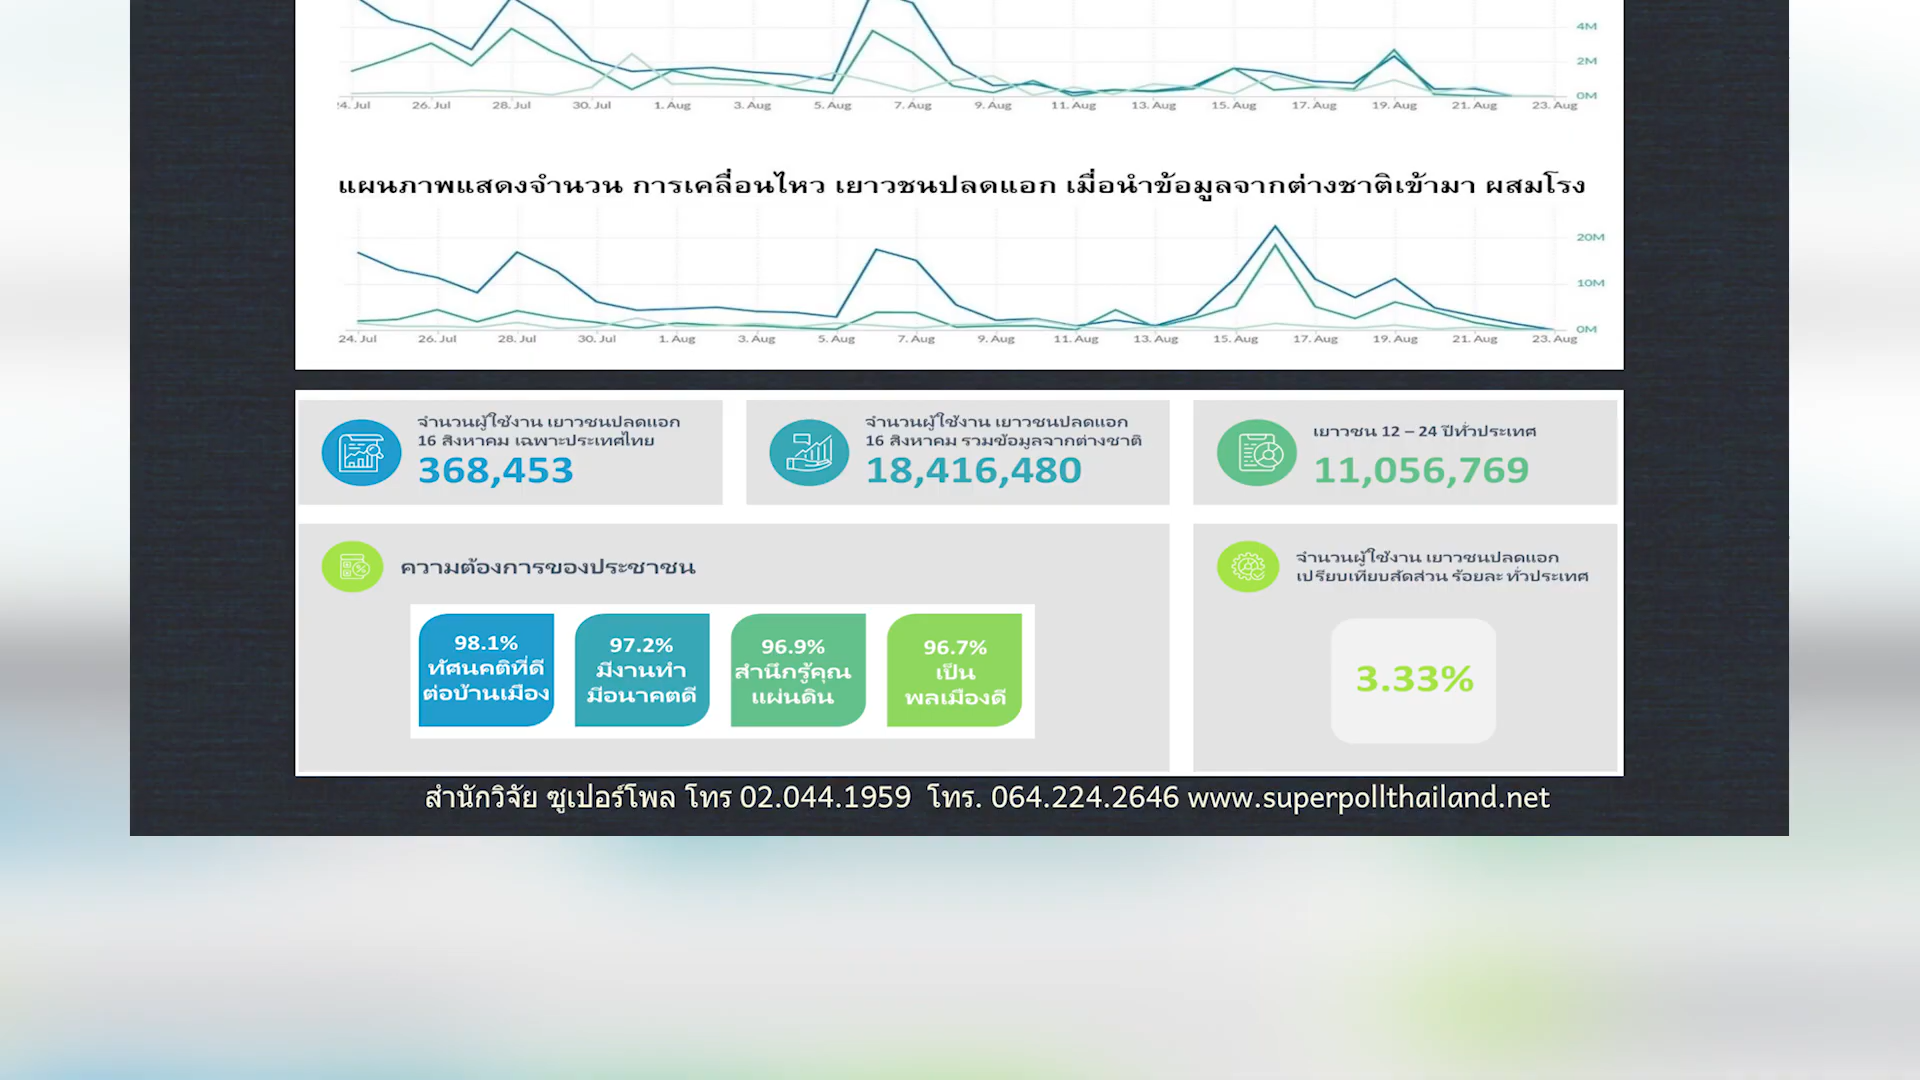 4M
2M
0M
4. Jul 26. Jul 28. Jul 30. Jul 1. Aug 3. Aug 5. Aug 7. Aug 9. Aug 11. Aug 13. Aug 15. Aug 17. Aug 19. Aug 21. Aug 23. Aug
แผนภาพแสดงจำนวน การเคลื่อนไหว เยาวชนปลดแอก เมื่อนำข้อมูลจากต่างชาติเข้ามา ผสมโรง
20M
10M
0M
24. Jul 26. Jul 28. Jul 30. Jul 1. Aug 3. Aug 5. Aug 7. Aug 9. Aug 11. Aug 13. Aug 15. Aug 17. Aug 19. Aug 21. Aug 23. Aug
จำนวนผู้ใช้งาน เยาวชนปลดแอก
16 สิงหาคม เฉพาะประเทศไทย
368,453
จำนวนผู้ใช้งาน เยาวชนปลดแอก
16 สิงหาคม รวมข้อมูลจากต่างชาติ
18,416,480
เยาวชน 12 – 24 ปีทั่วประเทศ
11,056,769
ความต้องการของประชาชน
98.1%
ทัศนคติที่ดี
ต่อบ้านเมือง
97.2%
มีงานทำ
มีอนาคตดี
96.9%
สำนึกรู้คุณ
แผ่นดิน
96.7%
เป็น
พลเมืองดี
จำนวนผู้ใช้งาน เยาวชนปลดแอก
เปรียบเทียบสัดส่วน ร้อยละ ทั่วประเทศ
3.33%
สำนักวิจัย ซูเปอร์โพล โทร 02.044.1959 โทร. 064.224.2646 www.superpollthailand.net